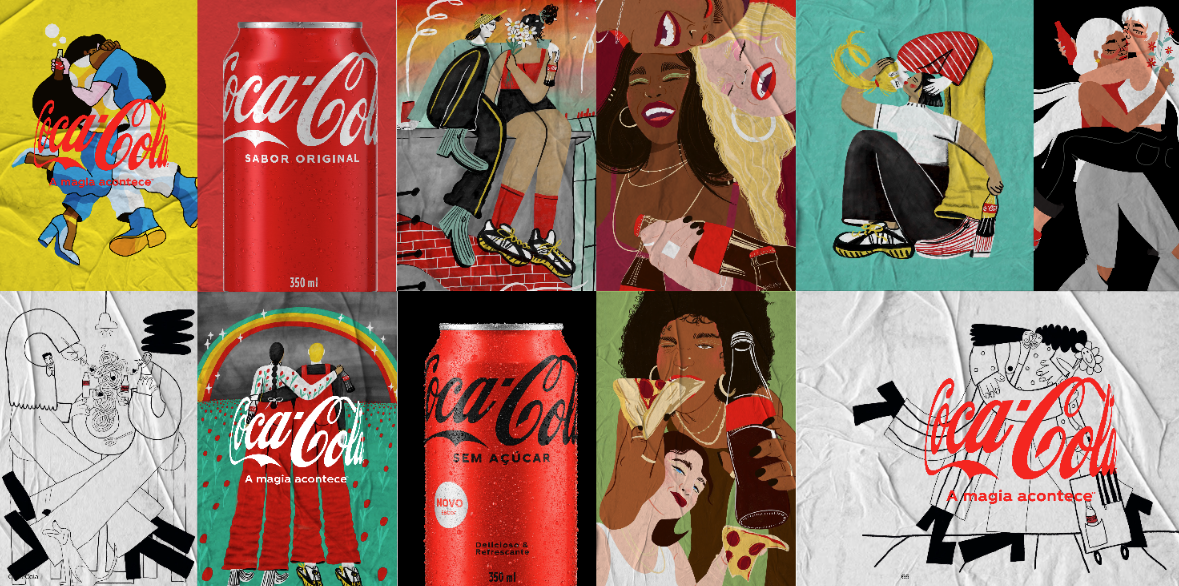 Coca-Cola
A magia acontece
Coca-Cola
SABOR ORIGINAL
350 ml
Coca-Cola
A magia acontece
Coca-Cola
SEM AÇÚCAR
NOVO
Delicioso &
Refrescante
350 ml
Coca-Cola
A magia acontece